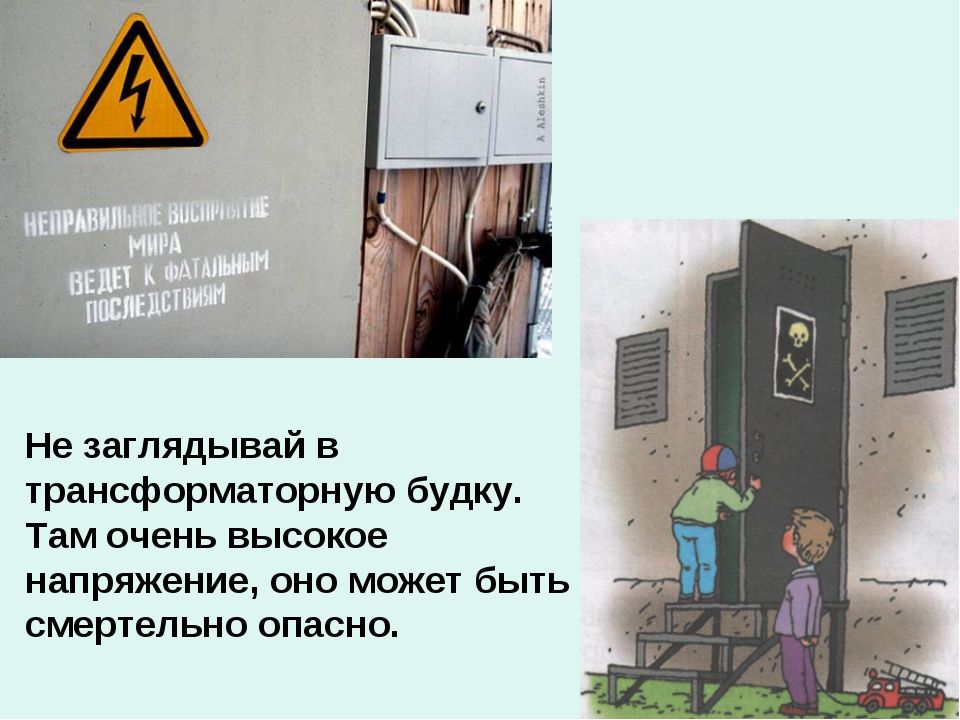 НЕПРАВИЛЬНОЕ ВОСПРИЯТИЕ
МИРА
ВЕДЕТ К ФАТАЛЬНЫМ
ПОСЛЕДСТВИЯМ
A Aleshkin
Не заглядывай в
трансформаторную будку.
Там очень высокое
напряжение, оно может быть
смертельно опасно.